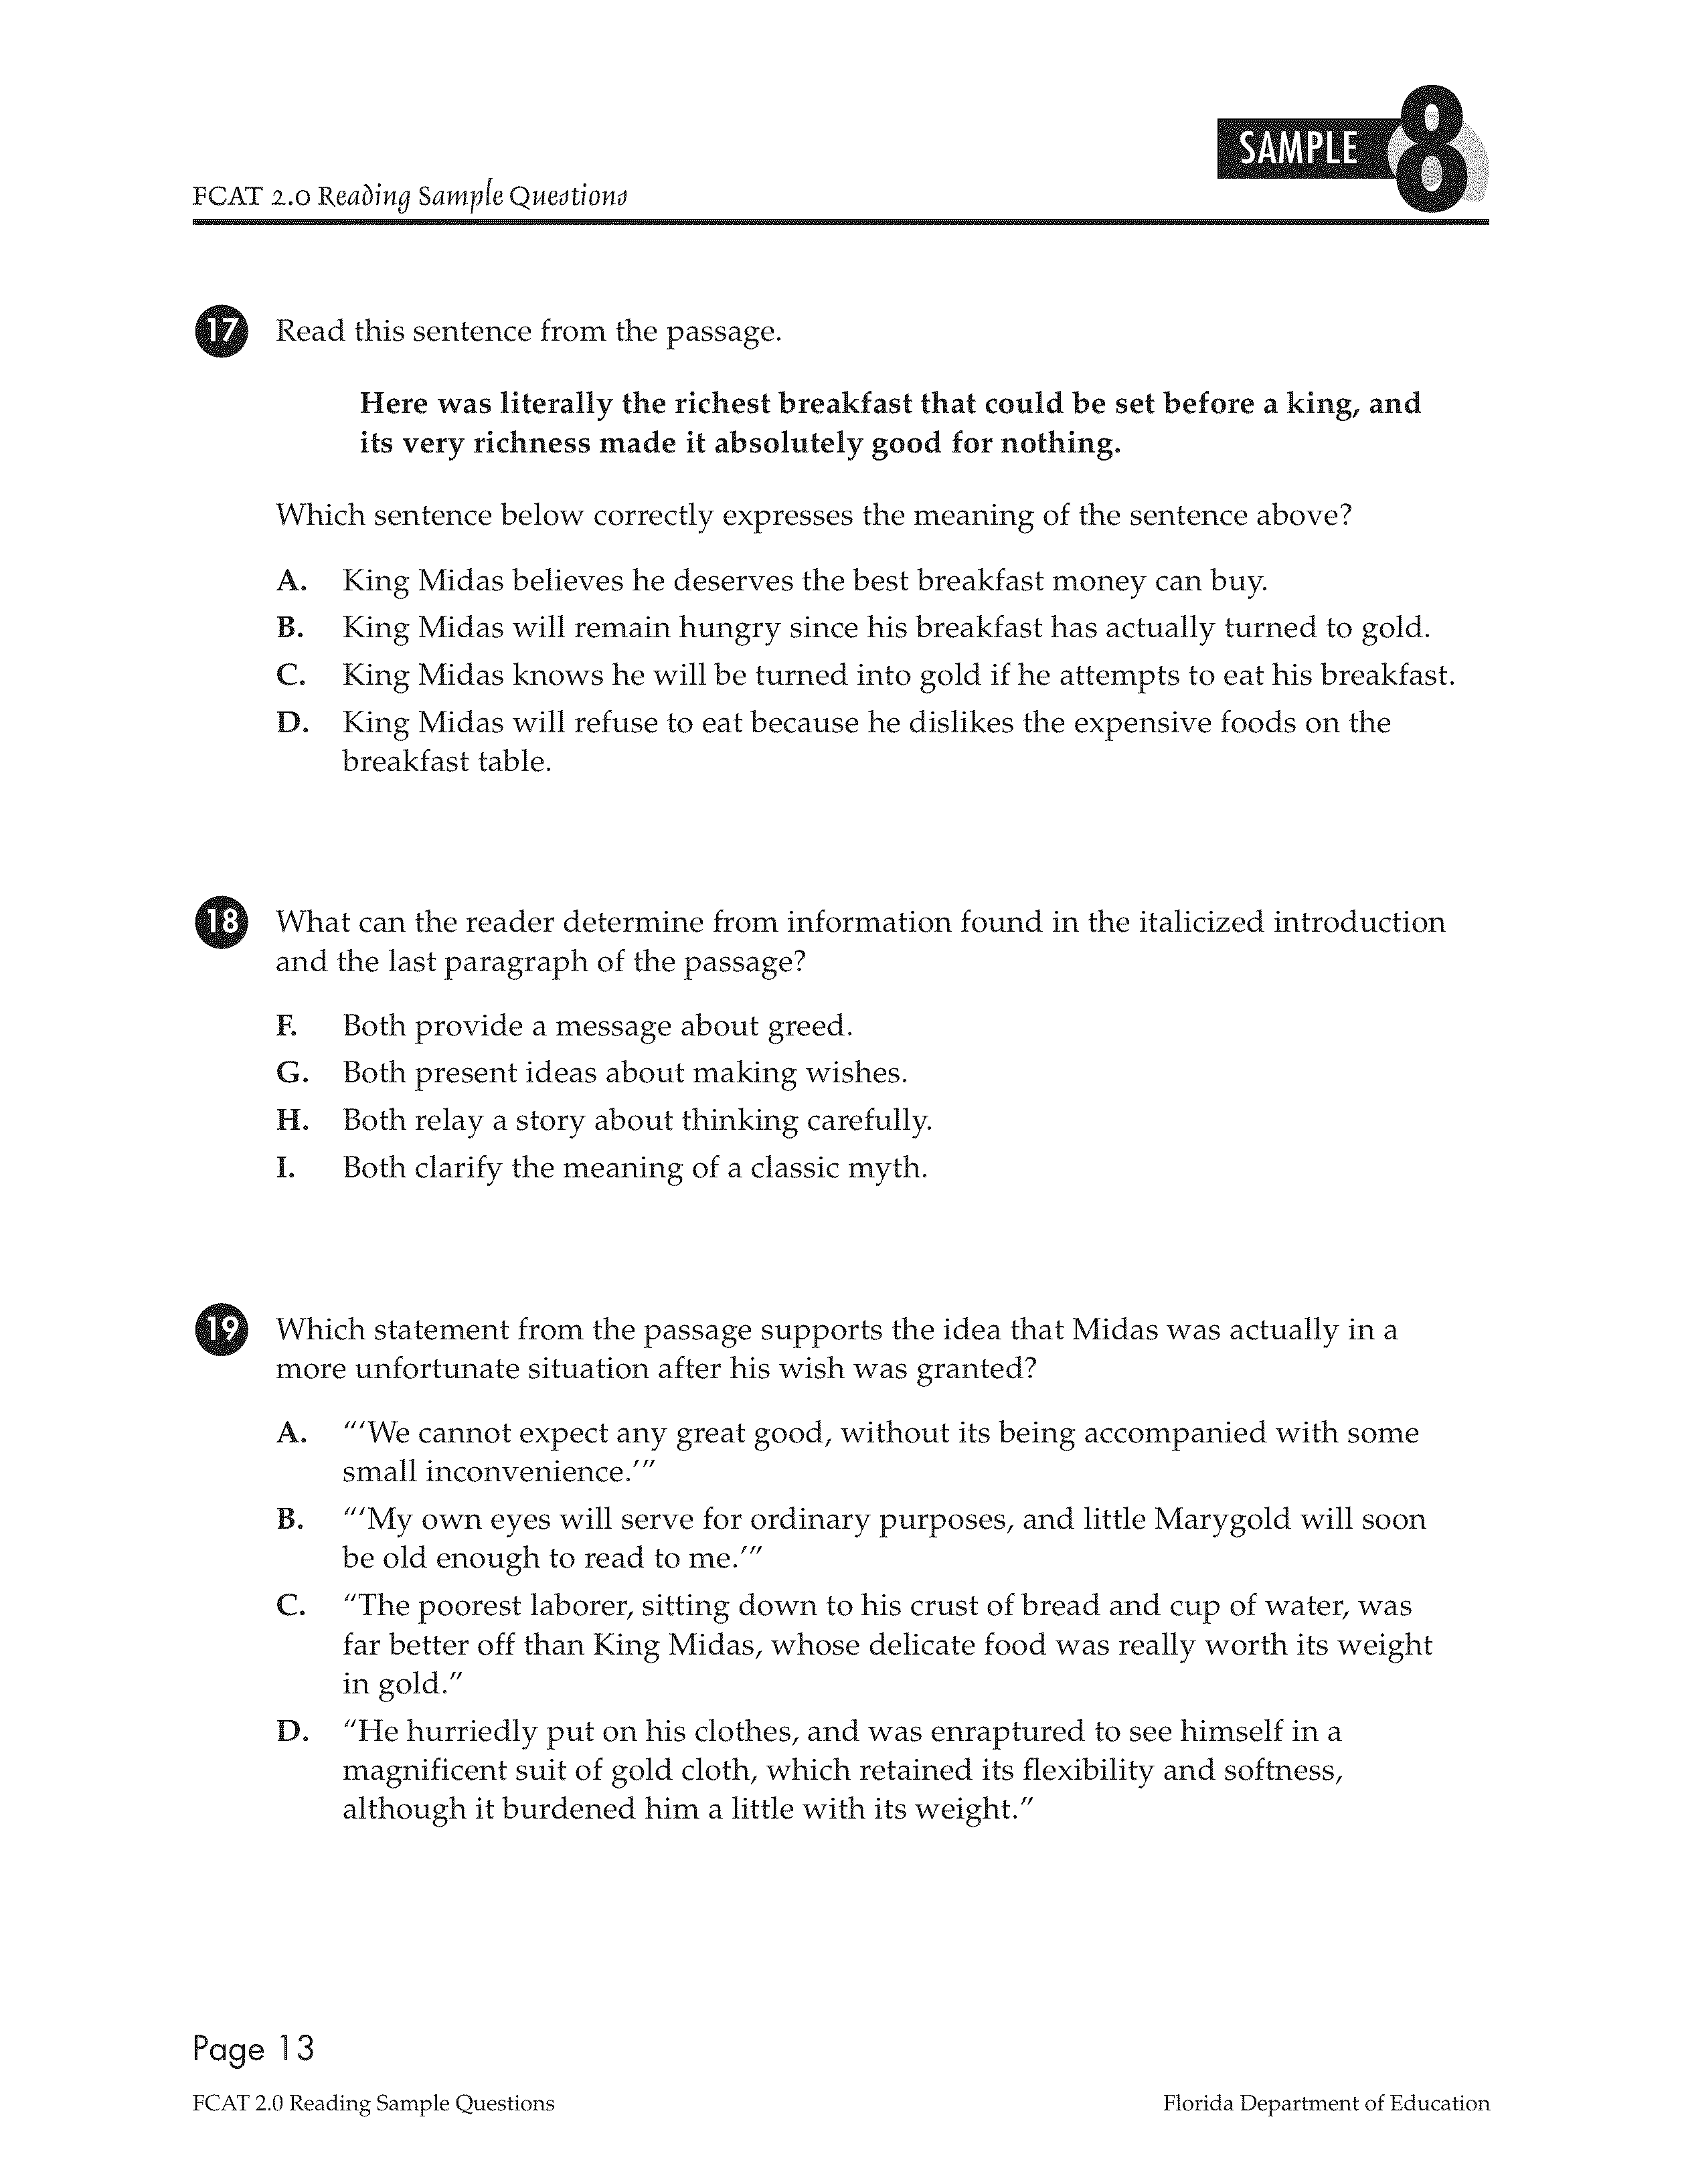 SAMPLE 8
FCAT 2.0 Reading Sample Questions
17 Read this sentence from the passage.
Here was literally the richest breakfast that could be set before a king, and
its very richness made it absolutely good for nothing.
Which sentence below correctly expresses the meaning of the sentence above?
A. King Midas believes he deserves the best breakfast money can buy.
B. King Midas will remain hungry since his breakfast has actually turned to gold.
C. King Midas knows he will be turned into gold if he attempts to eat his breakfast.
D. King Midas will refuse to eat because he dislikes the expensive foods on the
breakfast table.
18 What can the reader determine from information found in the italicized introduction
and the last paragraph of the passage?
F. Both provide a message about greed.
G. Both present ideas about making wishes.
H. Both relay a story about thinking carefully.
I. Both clarify the meaning of a classic myth.
19 Which statement from the passage supports the idea that Midas was actually in a
more unfortunate situation after his wish was granted?
A. "'We cannot expect any great good, without its being accompanied with some
small inconvenience.'"
B. "'My own eyes will serve for ordinary purposes, and little Marygold will soon
be old enough to read to me.'"
C. "The poorest laborer, sitting down to his crust of bread and cup of water, was
far better off than King Midas, whose delicate food was really worth its weight
in gold."
D. "He hurriedly put on his clothes, and was enraptured to see himself in a
magnificent suit of gold cloth, which retained its flexibility and softness,
although it burdened him a little with its weight."
Page 13
FCAT 2.0 Reading Sample Questions
Florida Department of Education